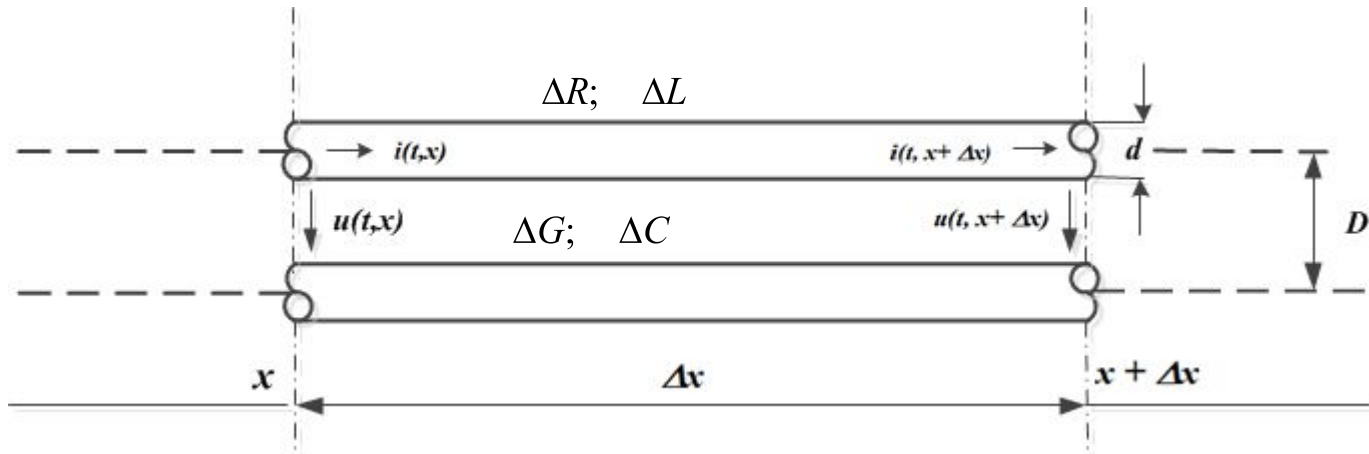 ΔR; ΔL
i(t,x) i(t, x+ Δx) d
u(t,x) ΔG; ΔC u(t, x+ Δx) D
x Δx x + Δx